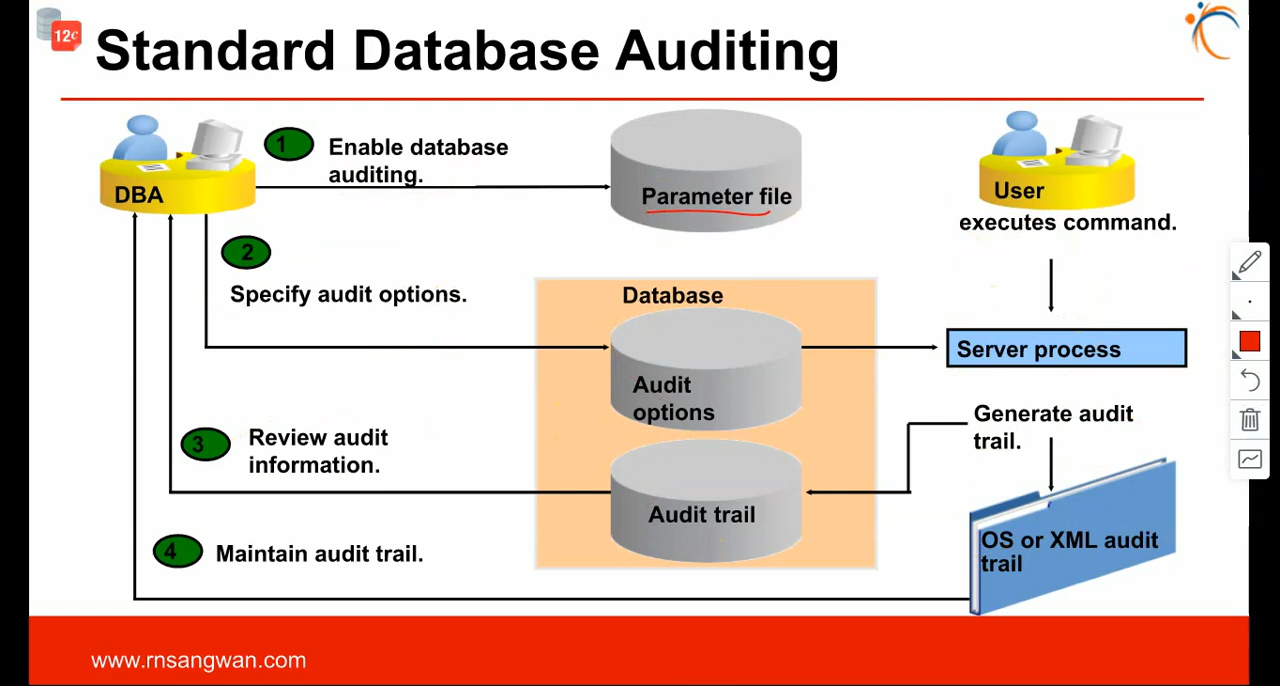 12c
Standard Database Auditing
1
Enable database
auditing.
DBA
Parameter file
User
executes command.
2
Specify audit options.
Database
Audit
options
Server process
3
Review audit
information.
Generate audit
trail.
Audit trail
4
Maintain audit trail.
OS or XML audit
trail
www.rnsangwan.com